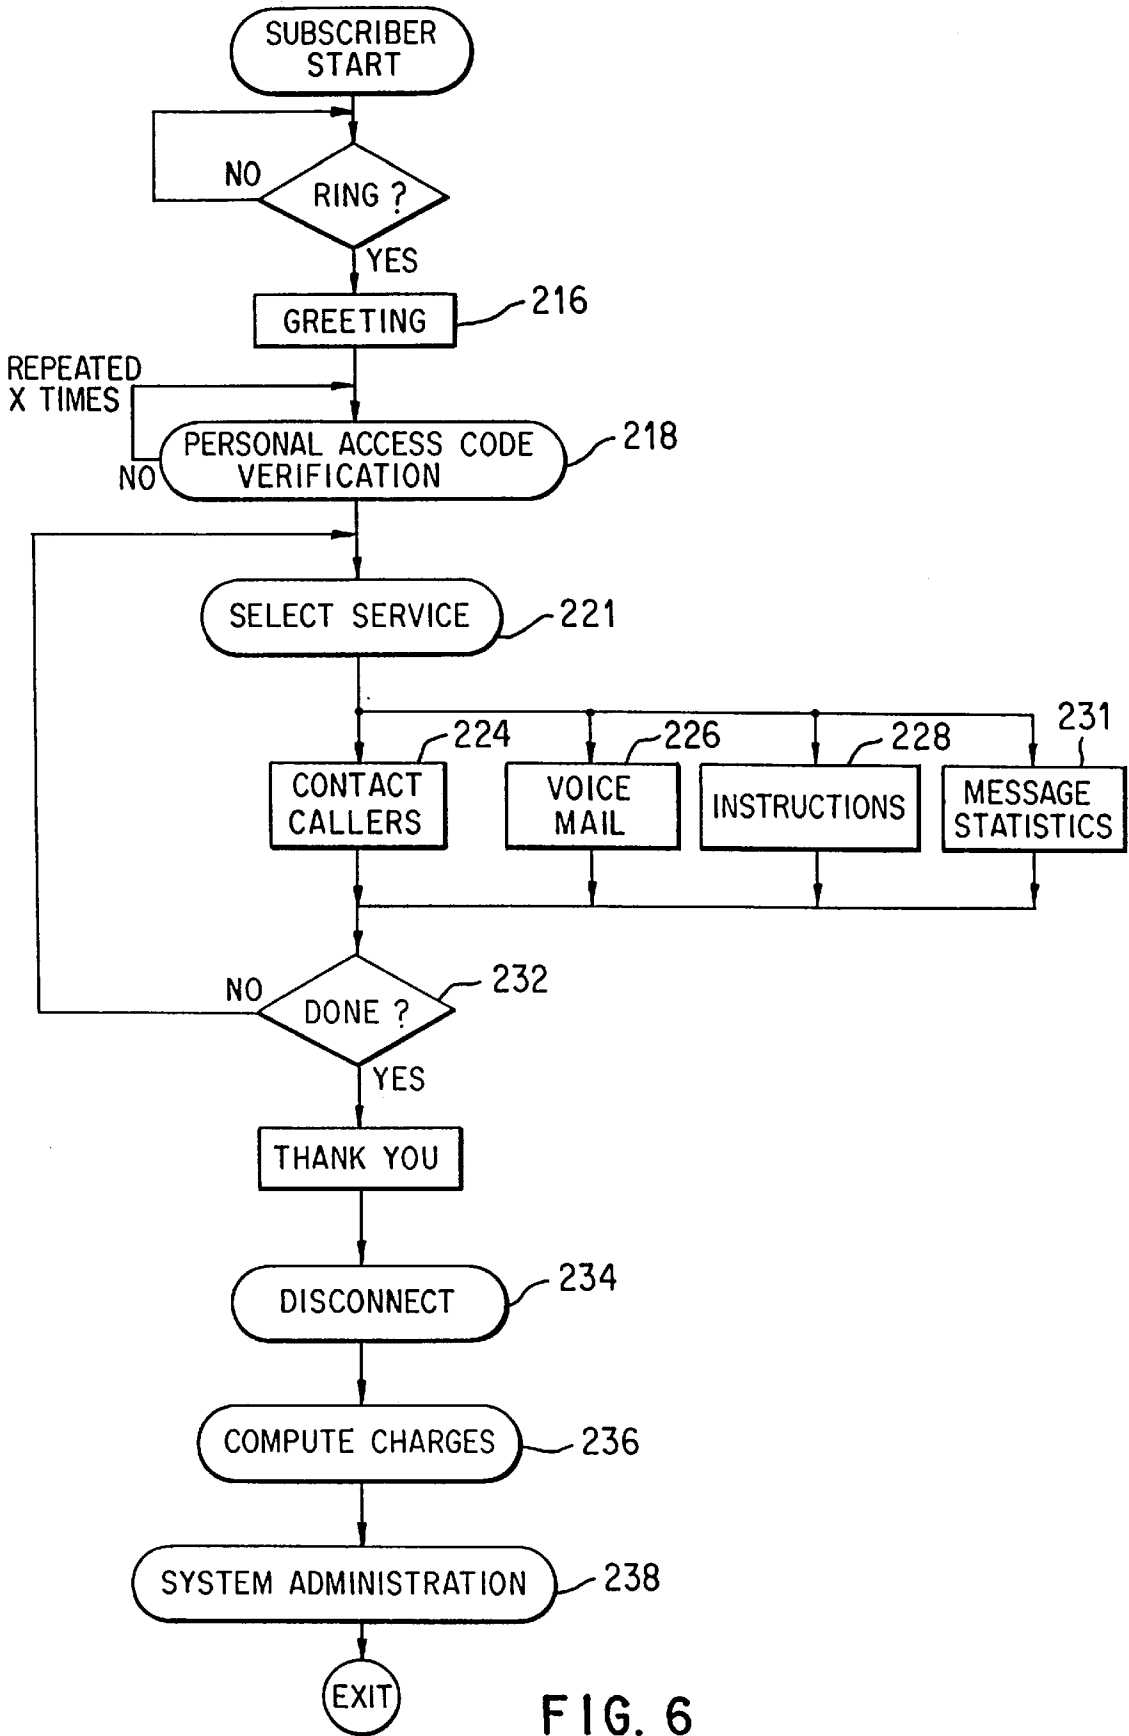 SUBSCRIBER
START
NO
RING ?
YES
GREETING
216
REPEATED
X TIMES
PERSONAL ACCESS CODE
VERIFICATION
218
NO
SELECT SERVICE
221
224
226
228
231
CONTACT
CALLERS
VOICE
MAIL
INSTRUCTIONS
MESSAGE
STATISTICS
NO
DONE ?
232
YES
THANK YOU
DISCONNECT
234
COMPUTE CHARGES
236
SYSTEM ADMINISTRATION
238
EXIT
FIG. 6